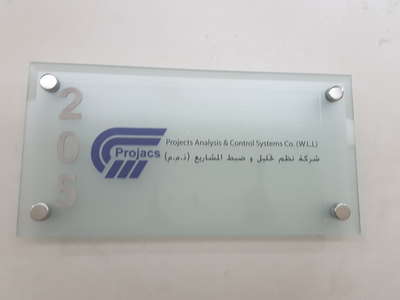 205
Projacs
Projects Analysis & Control Systems Co. (W.L.L)
شركة نظم تحليل و ضبط المشاريع (ذ.م.م)